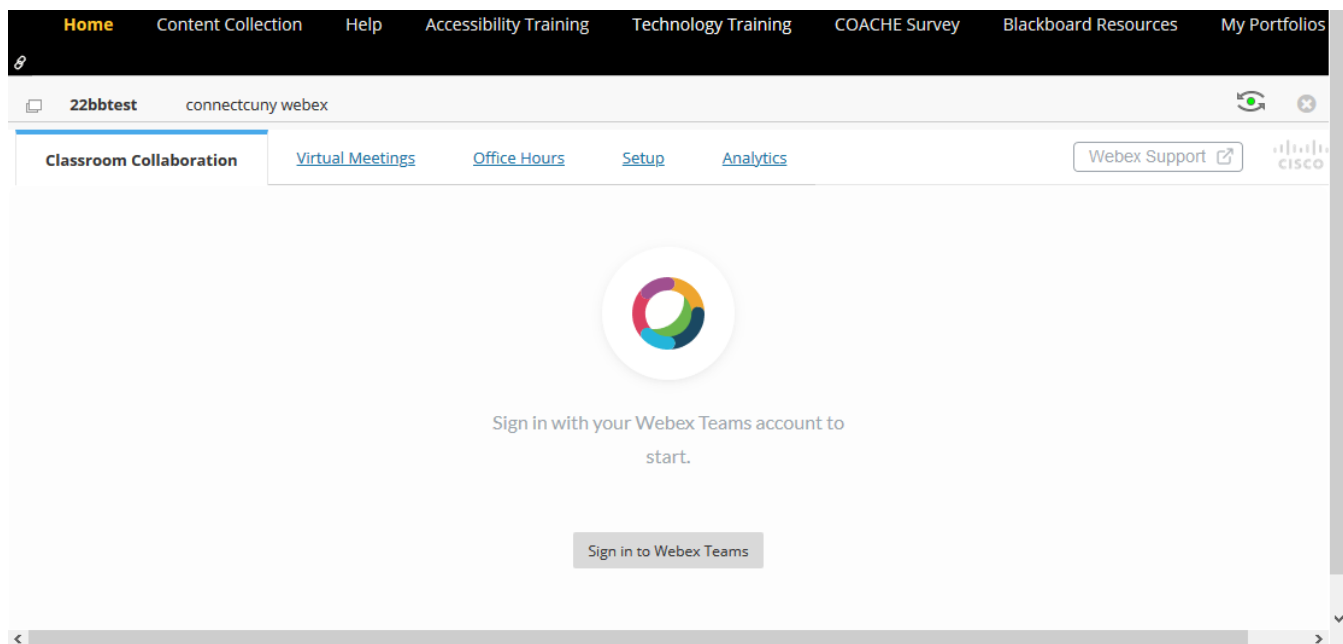 Home Content Collection Help Accessibility Training Technology Training COACHE Survey Blackboard Resources My Portfolios
22bbtest connectcuny webex
Classroom Collaboration Virtual Meetings Office Hours Setup Analytics Webex Support CISCO
Sign in with your Webex Teams account to
start.
Sign in to Webex Teams